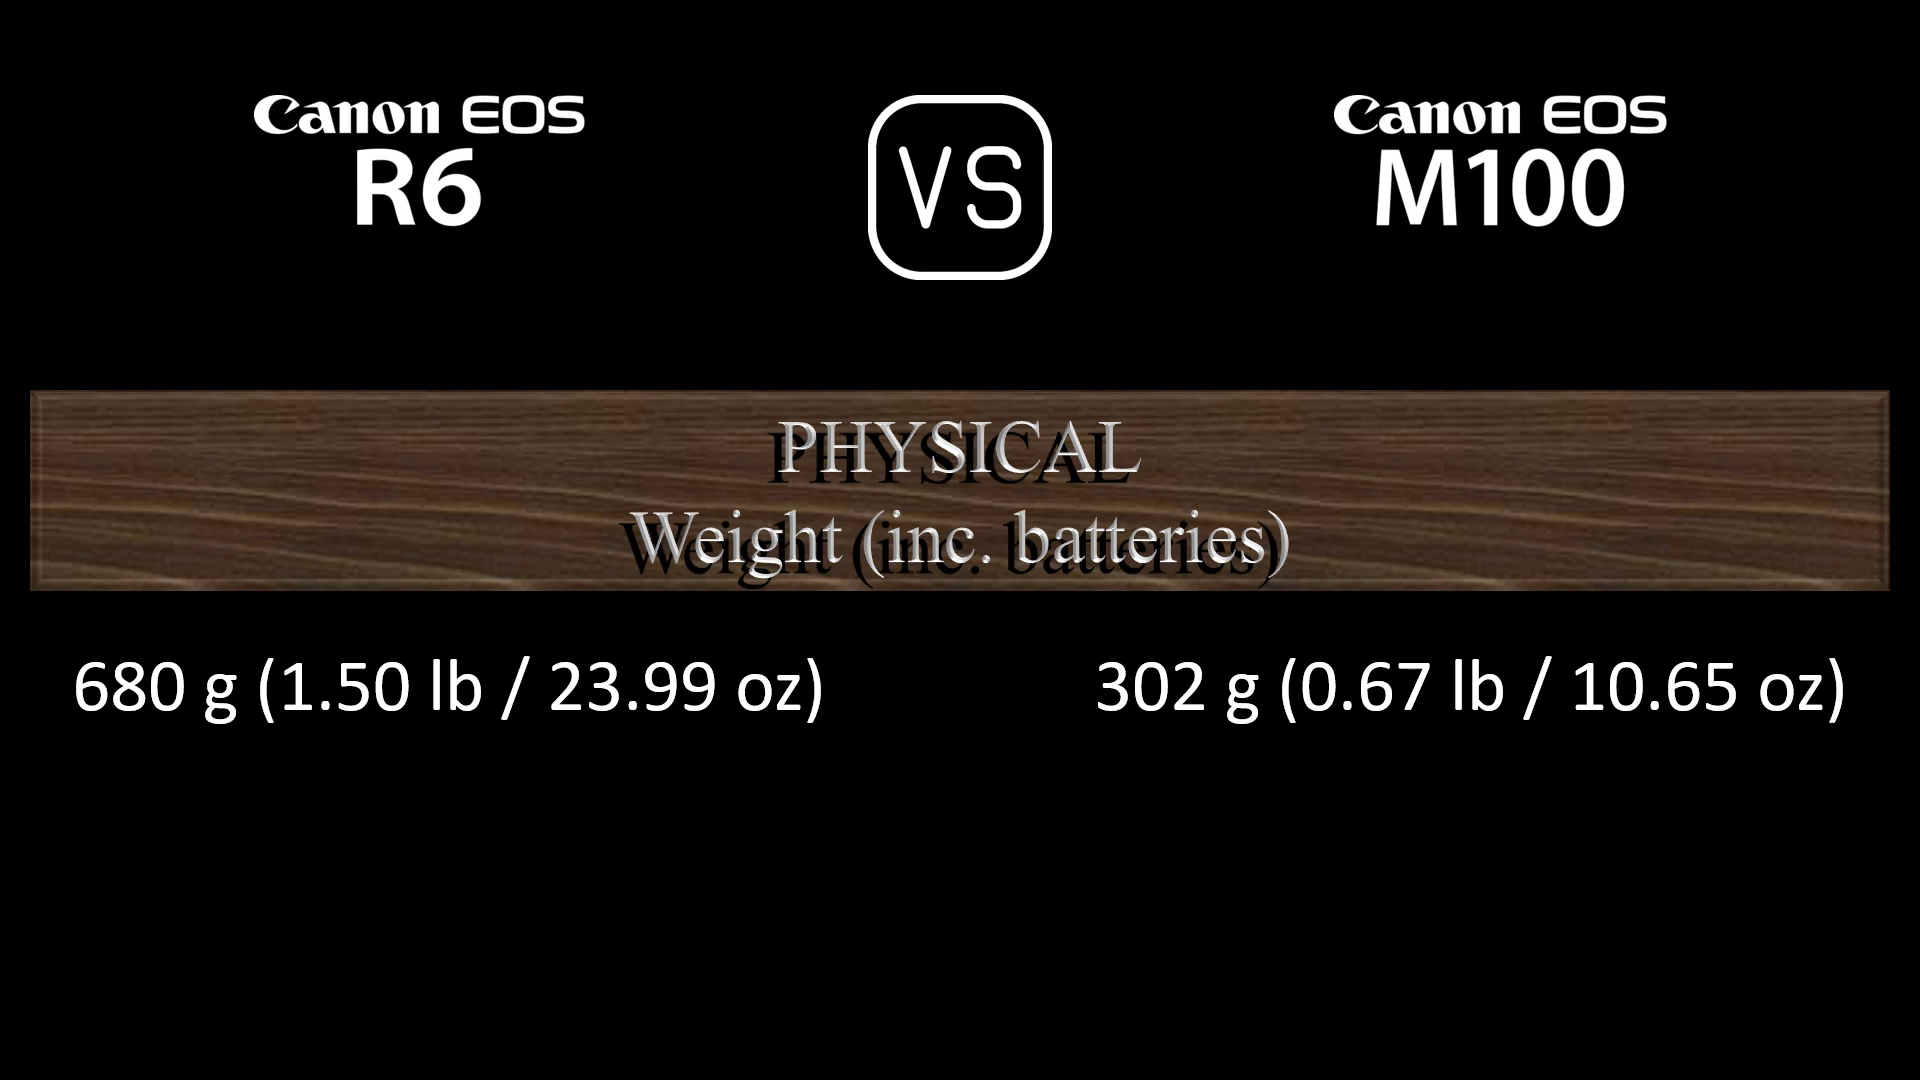 Canon EOS
R6
VS
Canon EOS
M100
PHYSICAL
Weight (inc. batteries)
680 g (1.50 lb / 23.99 oz)
302 g (0.67 lb / 10.65 oz)